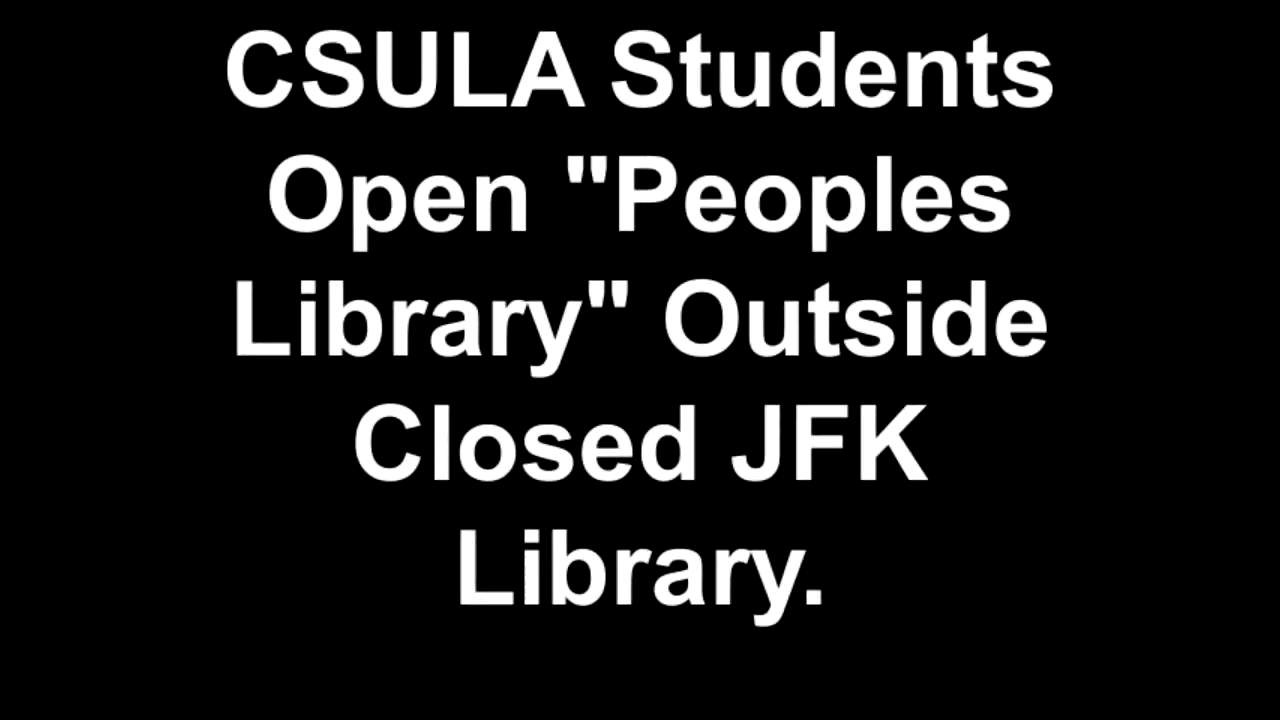 CSULA Students
Open "Peoples
Library" Outside
Closed JFK
Library.